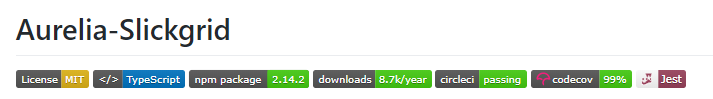 Aurelia-Slickgrid
License MIT </> TypeScript npm package 2.14.2 downloads 8.7k/year circleci passing codecov 99% Jest